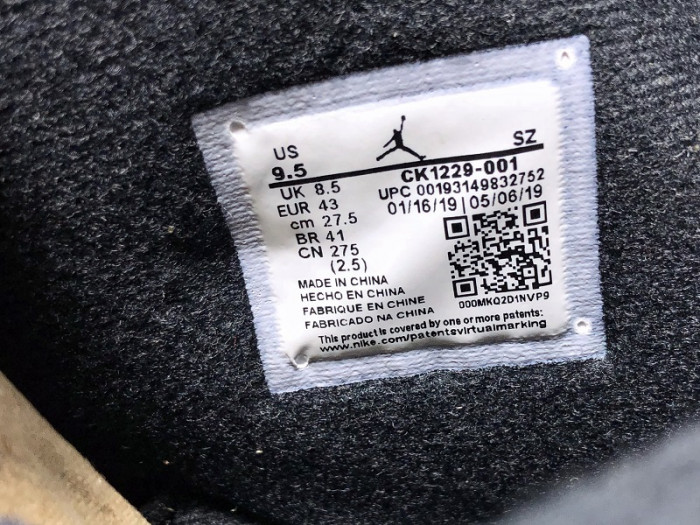 US SZ
9.5 CK1229-001
UK 8.5 UPC 00193149832752
EUR 43 01/16/19 | 05/06/19
cm 27.5
BR 41
CN 275
(2.5)
MADE IN CHINA
HECHO EN CHINA
FABRIQUE EN CHINE
FABRICADO NA CHINA
000MKQ2D1NVP9
This product is covered by one or more patents:
www.nike.com/patentsvirtualmarking